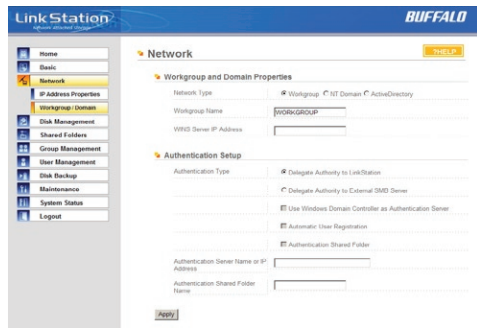 LinkStation
BUFFALO
Network attached storage
Home
Basic
Network
IP Address Properties
Workgroup / Domain
Disk Management
Shared Folders
Group Management
User Management
Disk Backup
Maintenance
System Status
Logout
Network
?HELP
Workgroup and Domain Properties
Network Type
Workgroup NT Domain ActiveDirectory
Workgroup Name
WORKGROUP
WINS Server IP Address
Authentication Setup
Authentication Type
Delegate Authority to LinkStation
Delegate Authority to External SMB Server
Use Windows Domain Controller as Authentication Server
Automatic User Registration
Authentication Shared Folder
Authentication Server Name or IP
Address
Authentication Shared Folder
Name
Apply